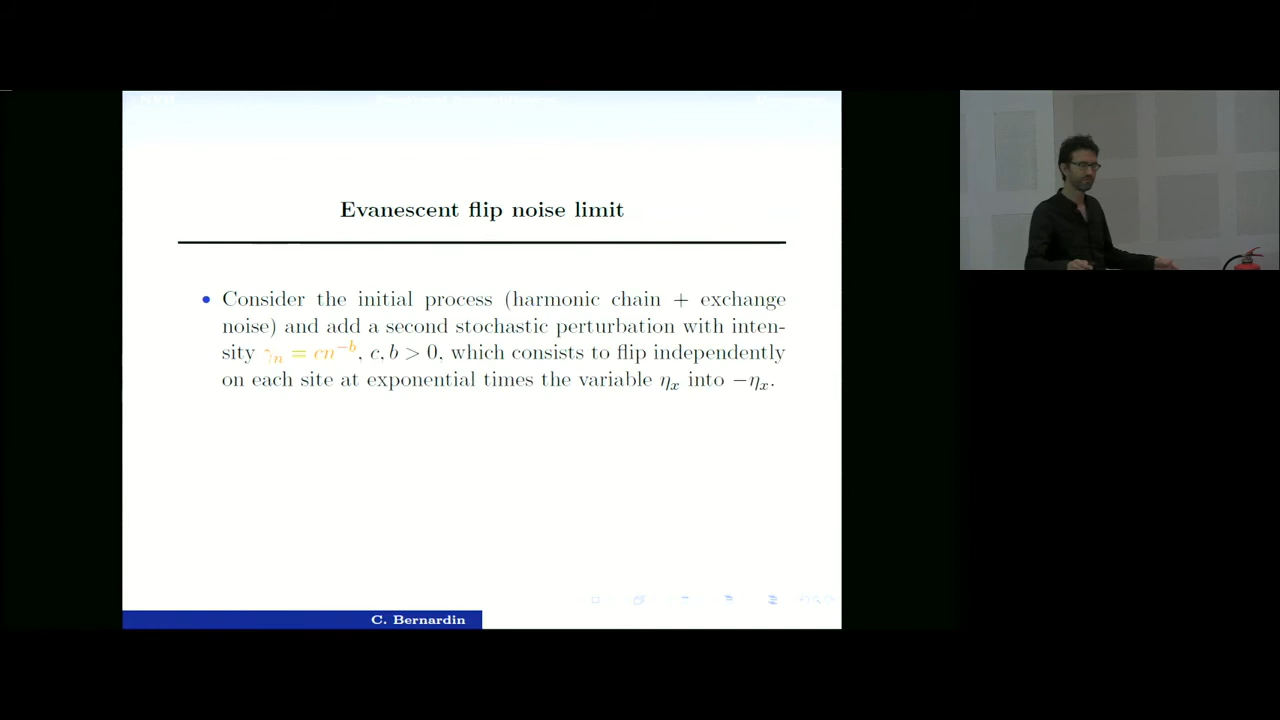 Evanescent flip noise limit
• Consider the initial process (harmonic chain + exchange
noise) and add a second stochastic perturbation with inten-
sity γₙ = cn⁻ᵇ, c, b > 0, which consists to flip independently
on each site at exponential times the variable ηₓ into −ηₓ.
C. Bernardin